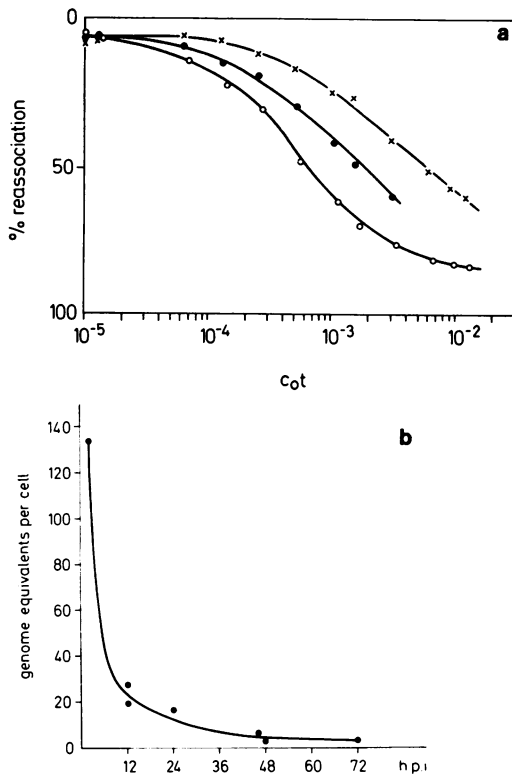 a
0
50
100
% reassociation
10-5
10-4
10-3
10-2
cot
b
140
120
100
80
60
40
20
0
genome equivalents per cell
12 24 36 48 60 72 h p.i